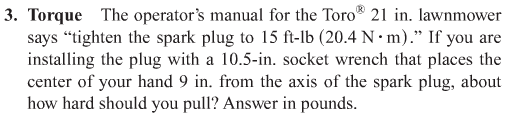 3. Torque The operator's manual for the Toro® 21 in. lawnmower
says "tighten the spark plug to 15 ft-lb (20.4 N·m)." If you are
installing the plug with a 10.5-in. socket wrench that places the
center of your hand 9 in. from the axis of the spark plug, about
how hard should you pull? Answer in pounds.